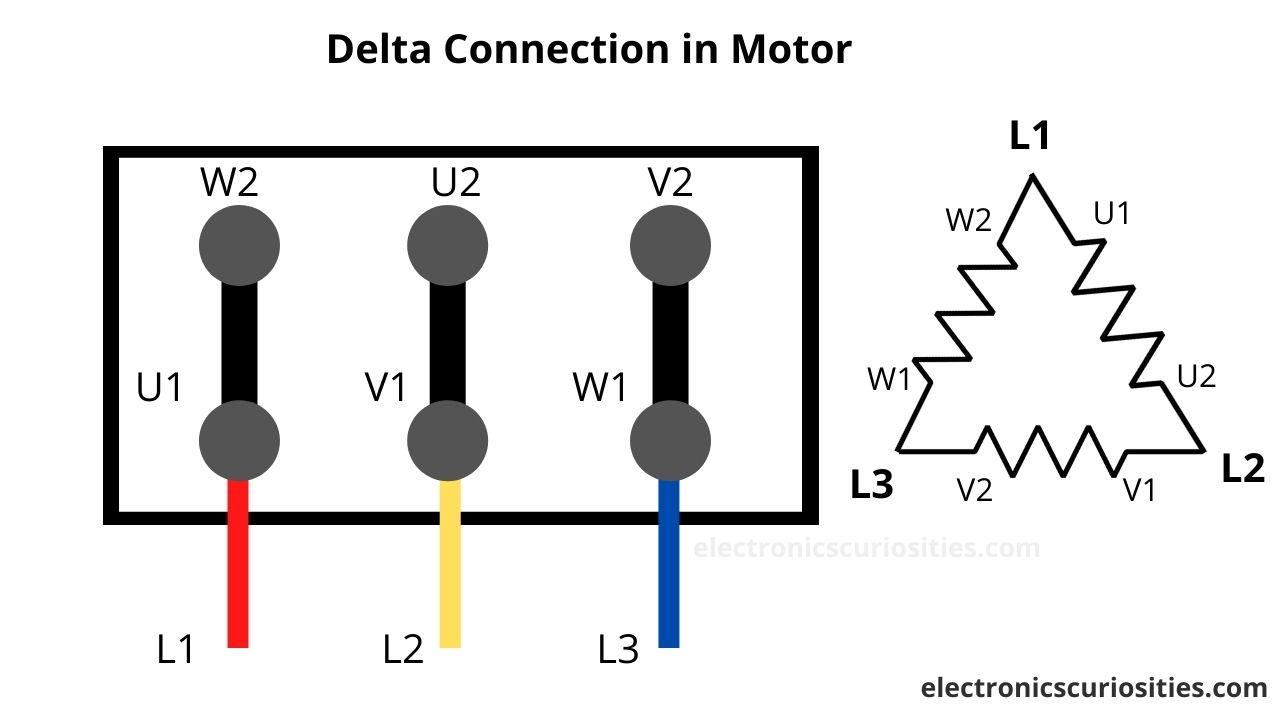 Delta Connection in Motor
W2 U2 V2
U1 V1 W1
L1 L2 L3
L1
W2 U1
W1 U2
L3 V2 V1 L2
electronicscuriosities.com
electronicscuriosities.com